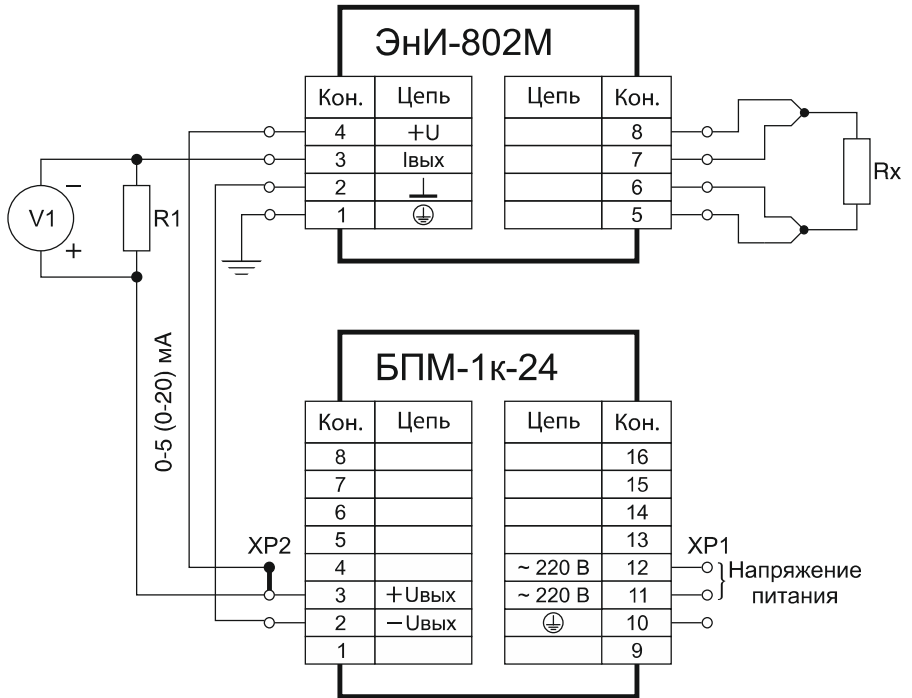 ЭнИ-802М
Кон. Цепь Цепь Кон.
4 +U 8
3 Iвых 7
2 6
1 5
V1
−
+
R1
Rx
0-5 (0-20) мА
БПМ-1к-24
Кон. Цепь Цепь Кон.
8 16
7 15
6 14
5 13
4 ~ 220 В 12
3 +Uвых ~ 220 В 11
2 −Uвых 10
1 9
XP2
XP1
Напряжение
питания